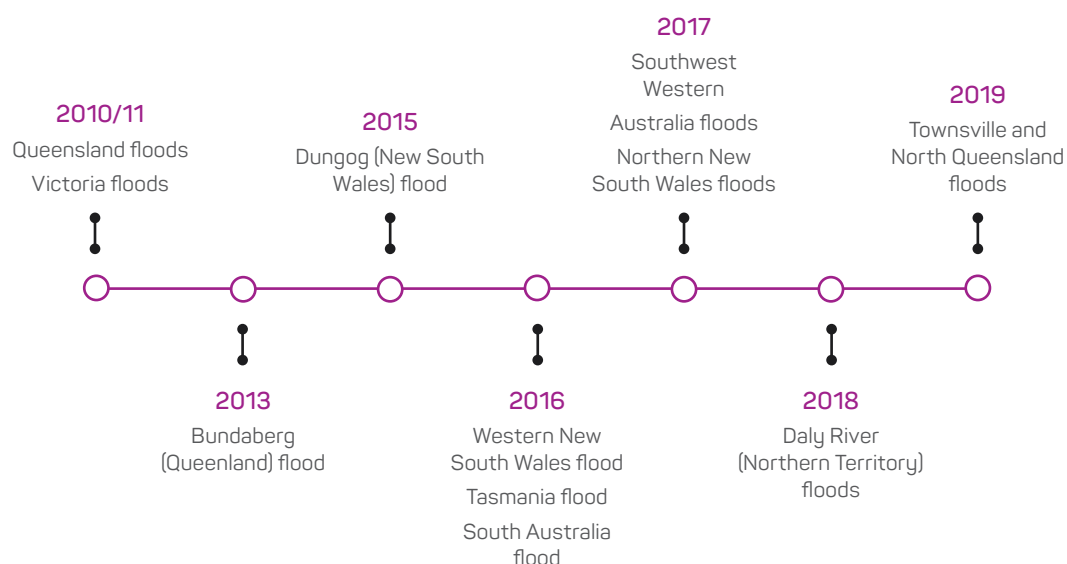 2010/11
Queensland floods
Victoria floods
2013
Bundaberg
(Queenland) flood
2015
Dungog (New South
Wales) flood
2016
Western New
South Wales flood
Tasmania flood
South Australia
flood
2017
Southwest
Western
Australia floods
Northern New
South Wales floods
2018
Daly River
(Northern Territory)
floods
2019
Townsville and
North Queensland
floods